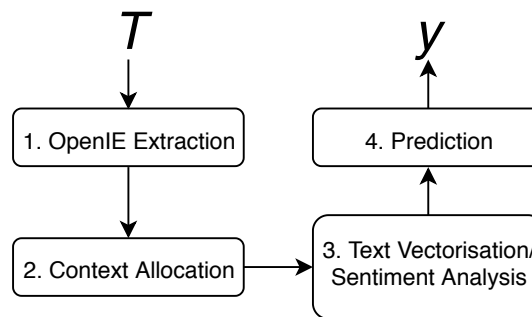 T
y
1. OpenIE Extraction
4. Prediction
2. Context Allocation
3. Text Vectorisation/
Sentiment Analysis